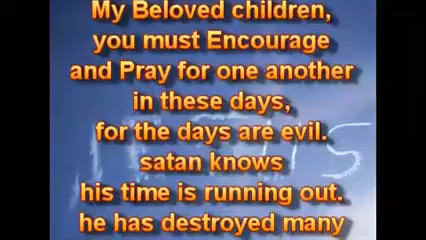 My Beloved children,
you must Encourage
and Pray for one another
in these days,
for the days are evil.
satan knows
his time is running out.
he has destroyed many